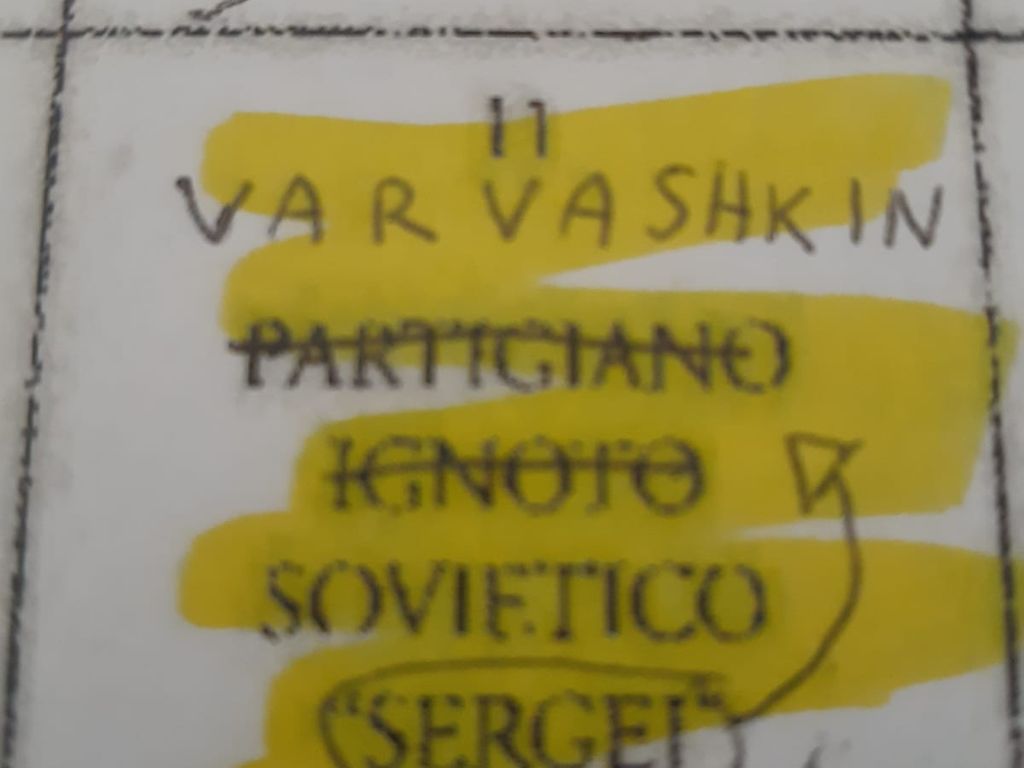 11
VARVASHKIN
PARTIGIANO
IGNOTO
SOVIETICO
"SERGEI"